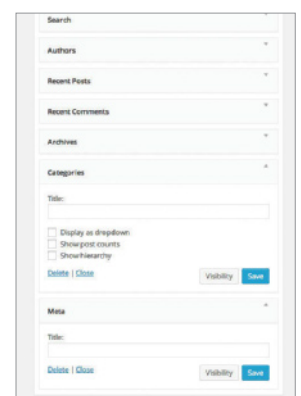 Search
Authors
Recent Posts
Recent Comments
Archives
Categories
Title:
Display as dropdown
Show post counts
Show hierarchy
Delete | Close
Visibility
Save
Meta
Title:
Delete | Close
Visibility
Save